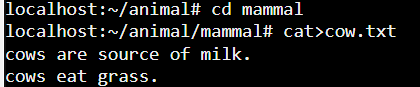 localhost:~/animal# cd mammal
localhost:~/animal/mammal# cat>cow.txt
cows are source of milk.
cows eat grass.